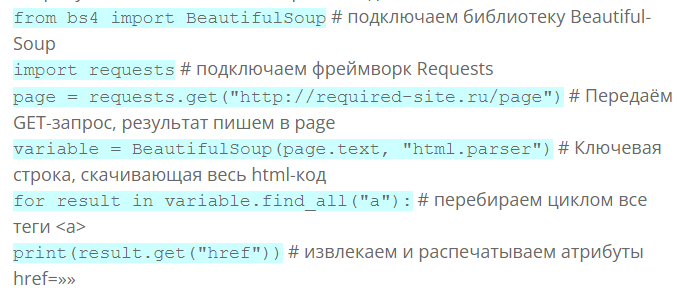 from bs4 import BeautifulSoup # подключаем библиотеку Beautiful-
Soup
import requests # подключаем фреймворк Requests
page = requests.get("http://required-site.ru/page") # Передаём
GET-запрос, результат пишем в page
variable = BeautifulSoup(page.text, "html.parser") # Ключевая
строка, скачивающая весь html-код
for result in variable.find_all("a"): # перебираем циклом все
теги <a>
print(result.get("href")) # извлекаем и распечатываем атрибуты
href=»»